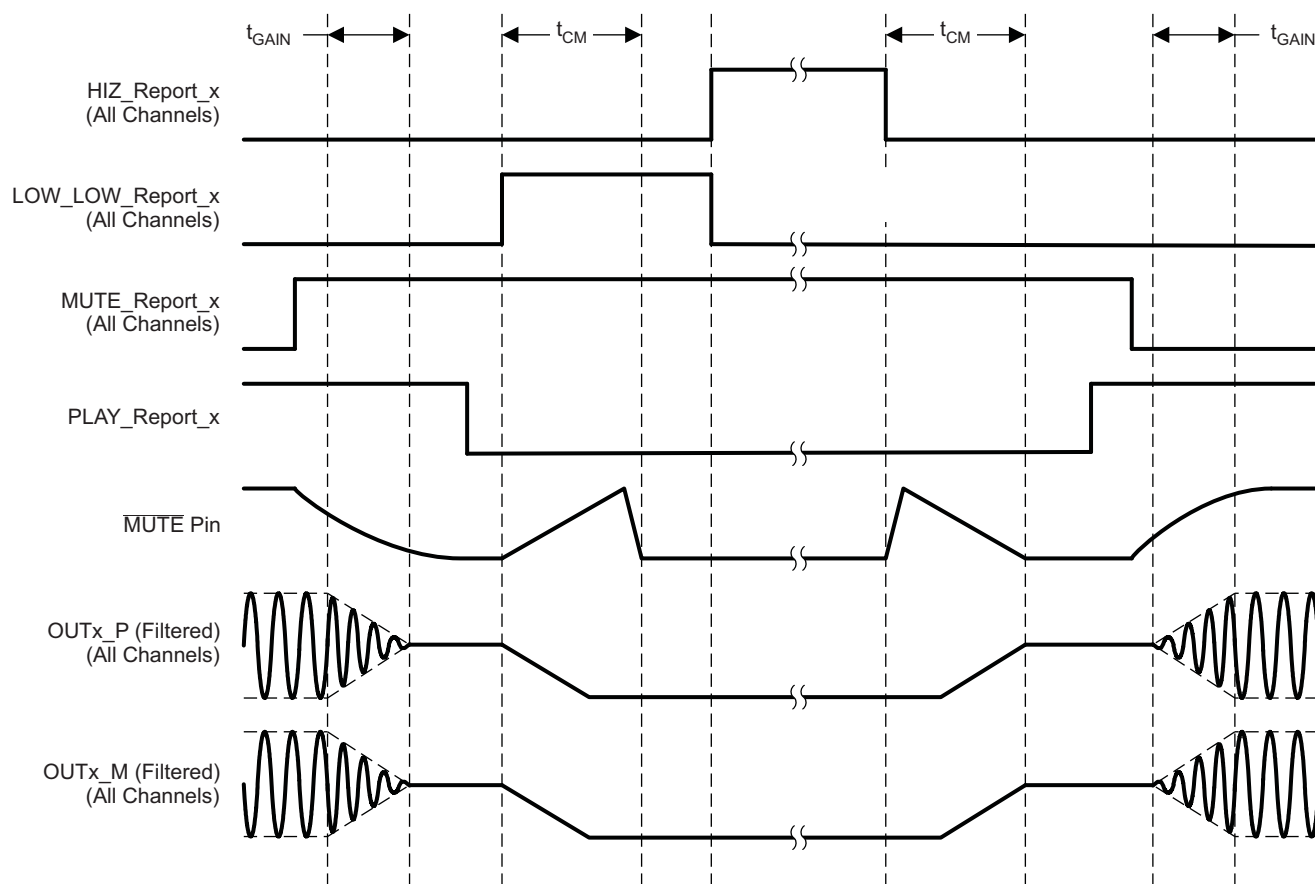 tGAIN
tCM
tCM
tGAIN
HIZ_Report_x
(All Channels)
LOW_LOW_Report_x
(All Channels)
MUTE_Report_x
(All Channels)
PLAY_Report_x
MUTE Pin
OUTx_P (Filtered)
(All Channels)
OUTx_M (Filtered)
(All Channels)